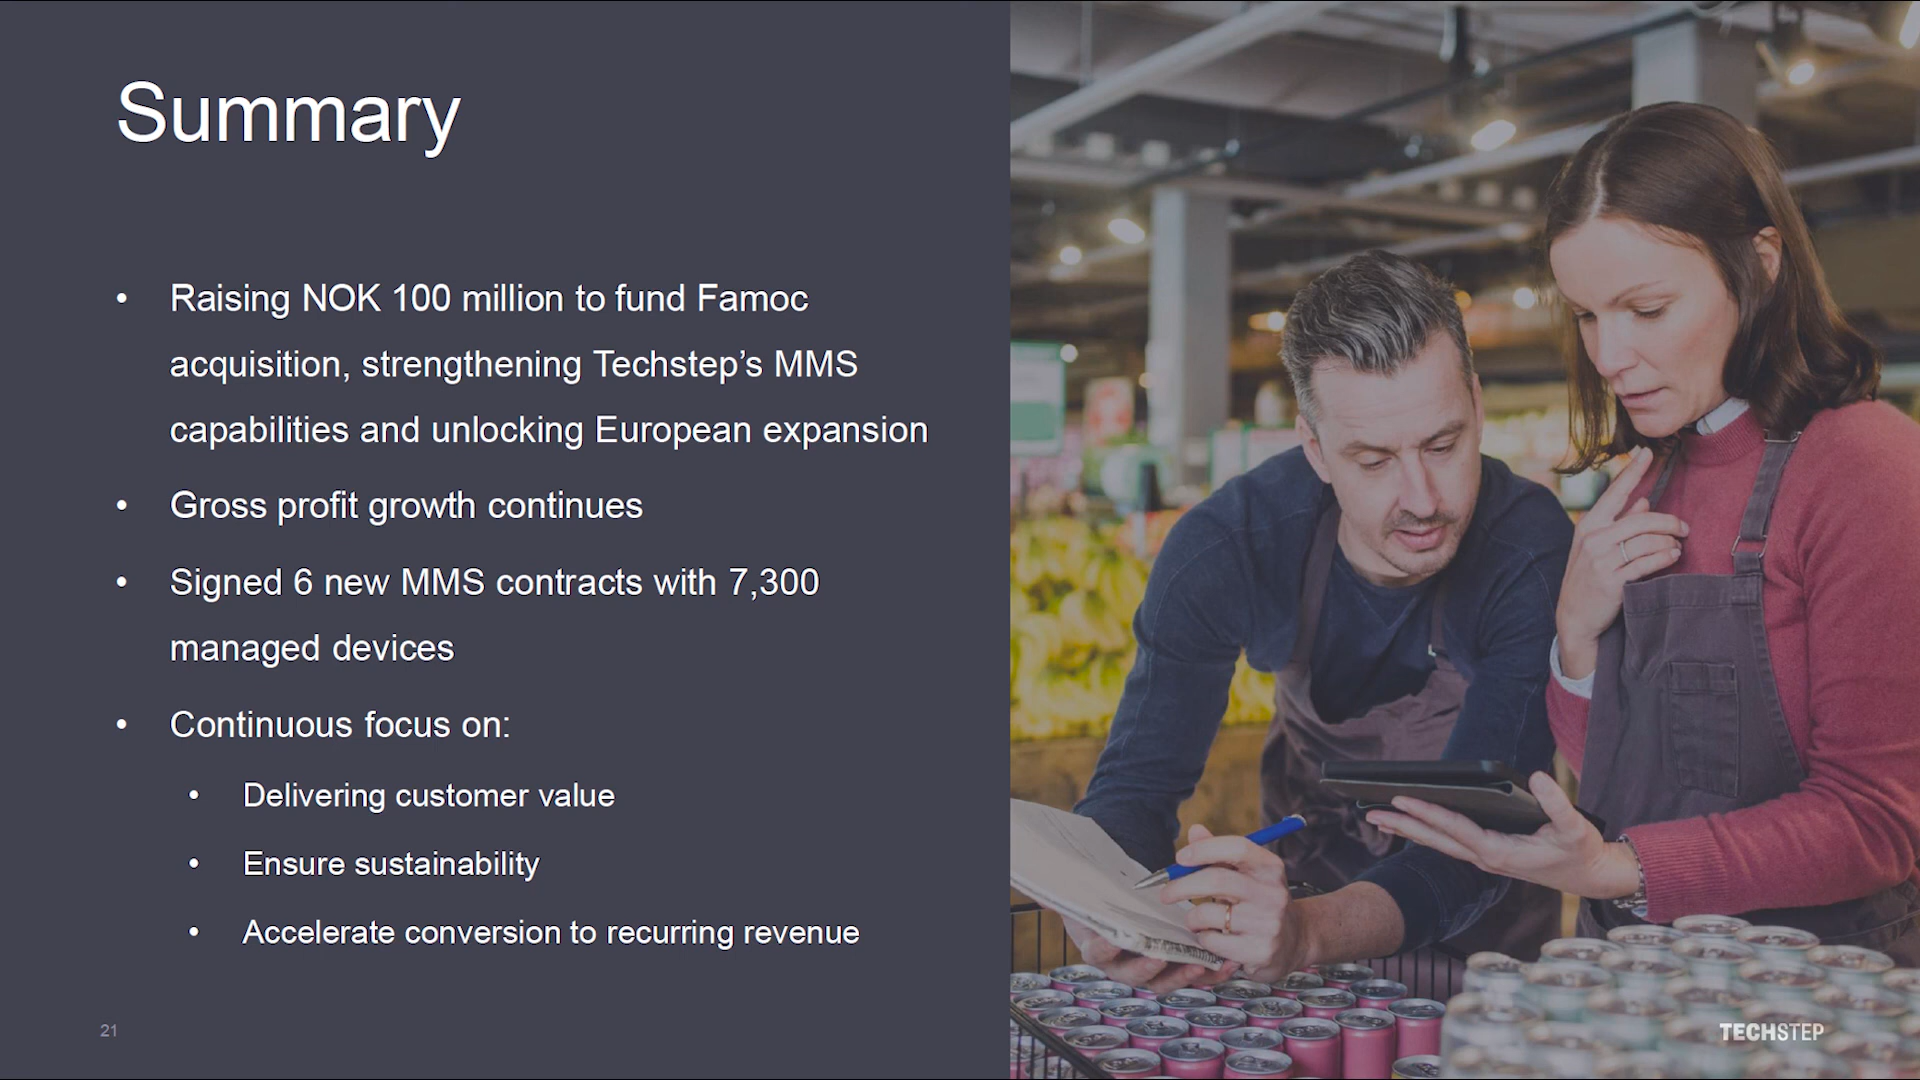 Summary
• Raising NOK 100 million to fund Famoc
acquisition, strengthening Techstep’s MMS
capabilities and unlocking European expansion
• Gross profit growth continues
• Signed 6 new MMS contracts with 7,300
managed devices
• Continuous focus on:
• Delivering customer value
• Ensure sustainability
• Accelerate conversion to recurring revenue
21
TECHSTEP